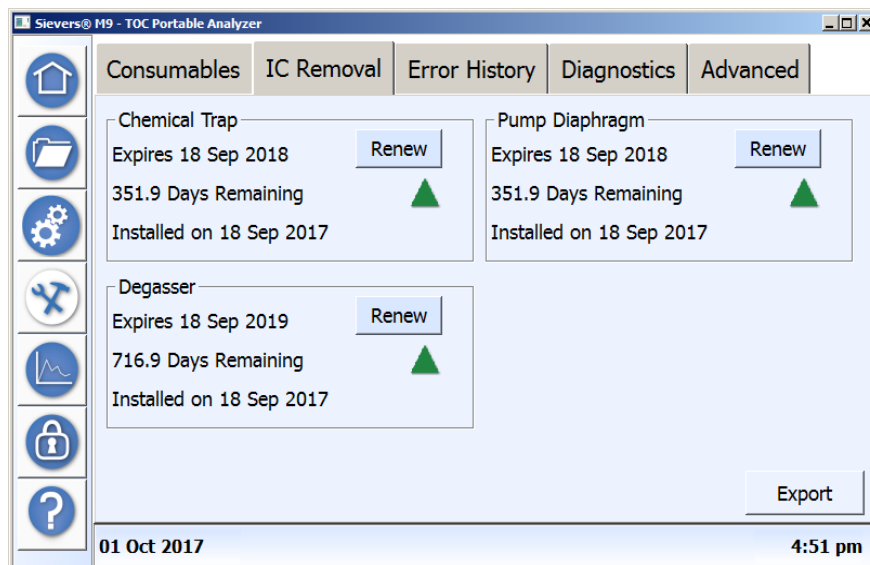 Sievers® M9 - TOC Portable Analyzer
Consumables IC Removal Error History Diagnostics Advanced
Chemical Trap
Expires 18 Sep 2018
Renew
351.9 Days Remaining
Installed on 18 Sep 2017
Pump Diaphragm
Expires 18 Sep 2018
Renew
351.9 Days Remaining
Installed on 18 Sep 2017
Degasser
Expires 18 Sep 2019
Renew
716.9 Days Remaining
Installed on 18 Sep 2017
Export
01 Oct 2017 4:51 pm